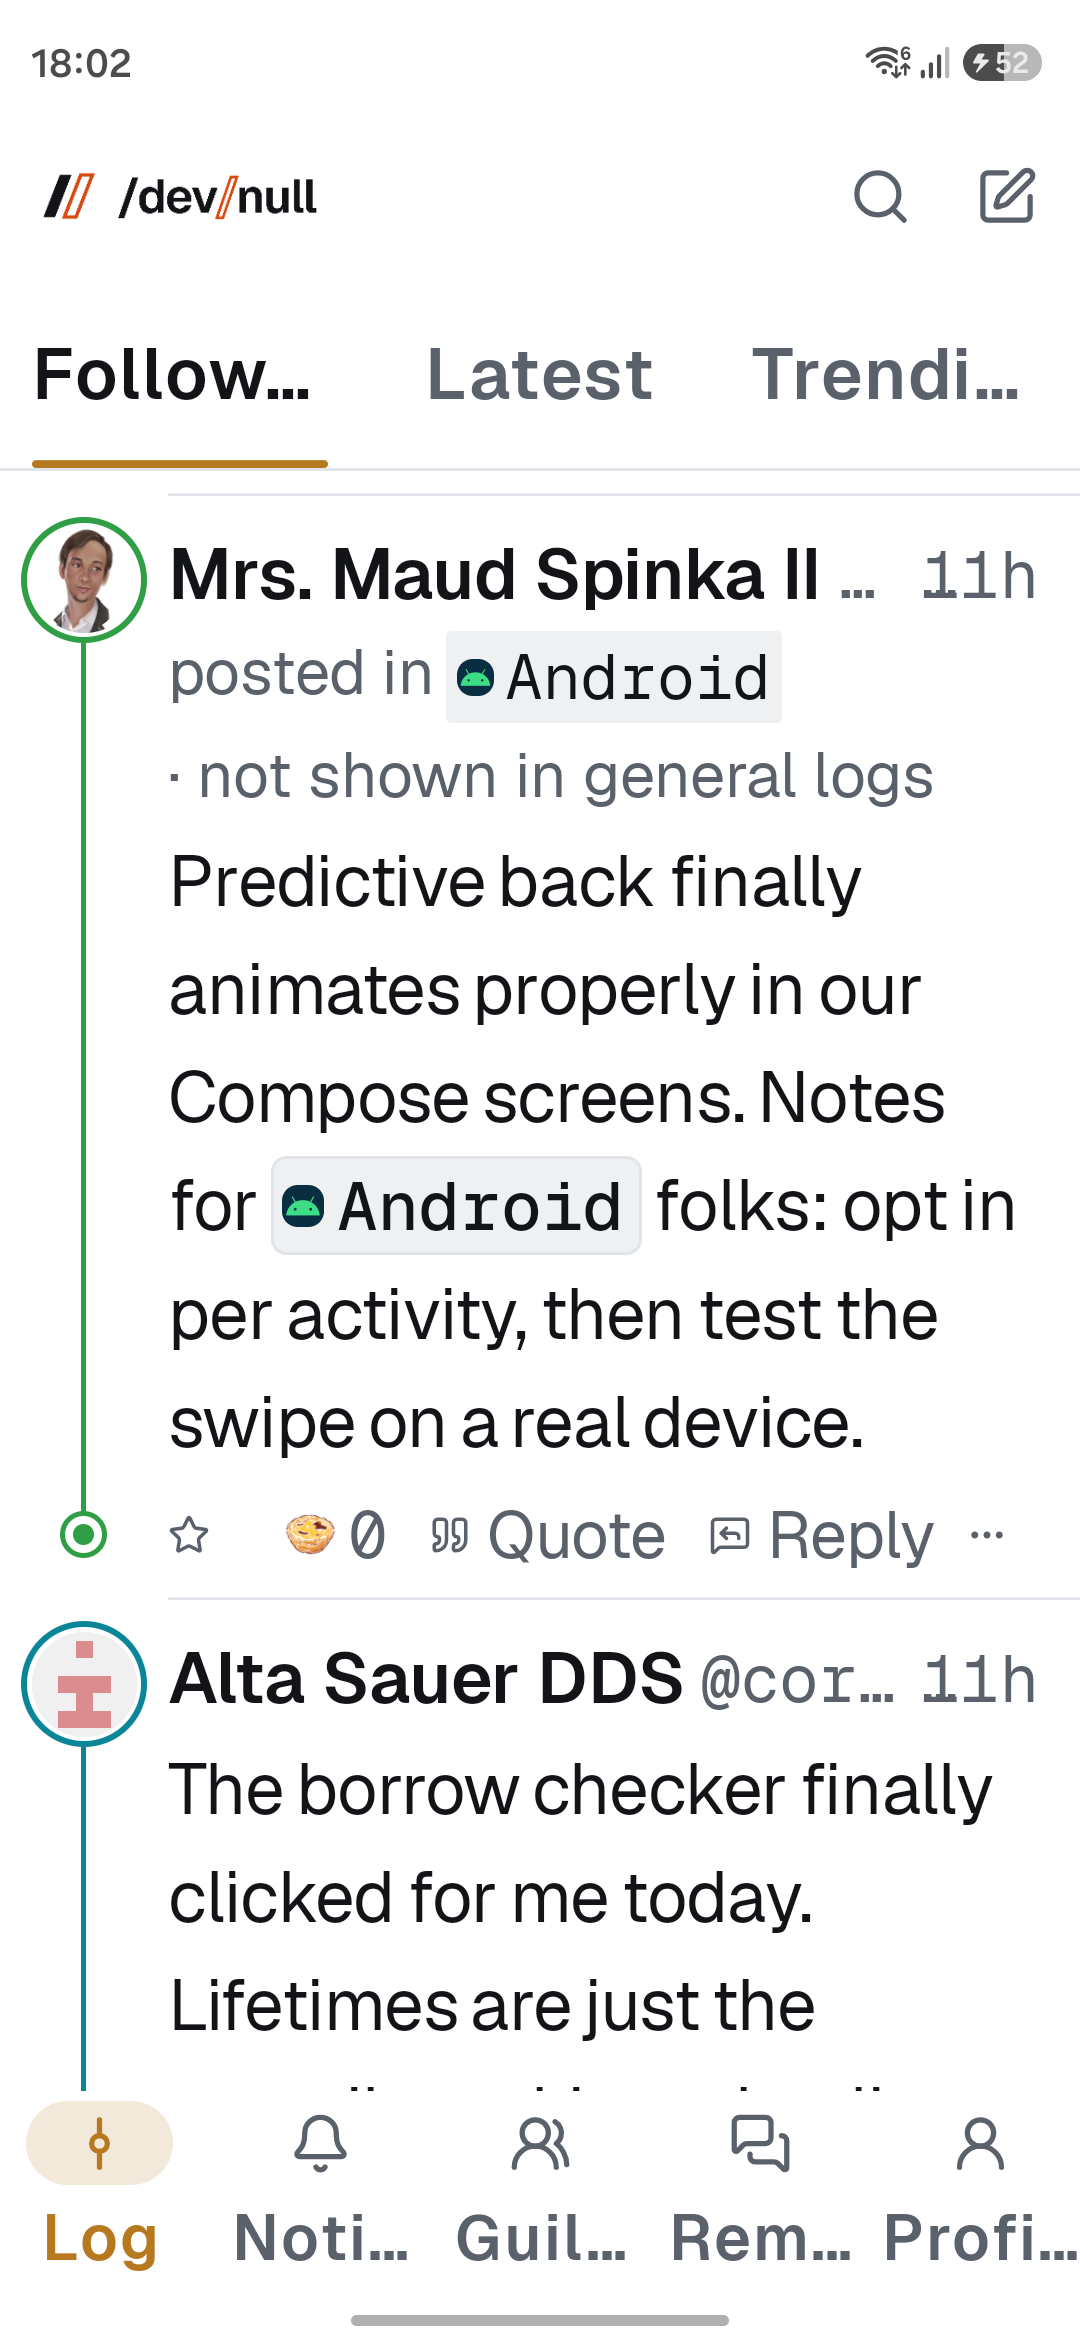 18:02
6
52
/dev/null
Follow...
Latest
Trendi...
Mrs. Maud Spinka II ... 11h
posted in Android
· not shown in general logs
Predictive back finally
animates properly in our
Compose screens. Notes
for Android folks: opt in
per activity, then test the
swipe on a real device.
0 Quote Reply ...
Alta Sauer DDS @cor... 11h
The borrow checker finally
clicked for me today.
Lifetimes are just the
Log
Noti...
Guil...
Rem...
Profi...